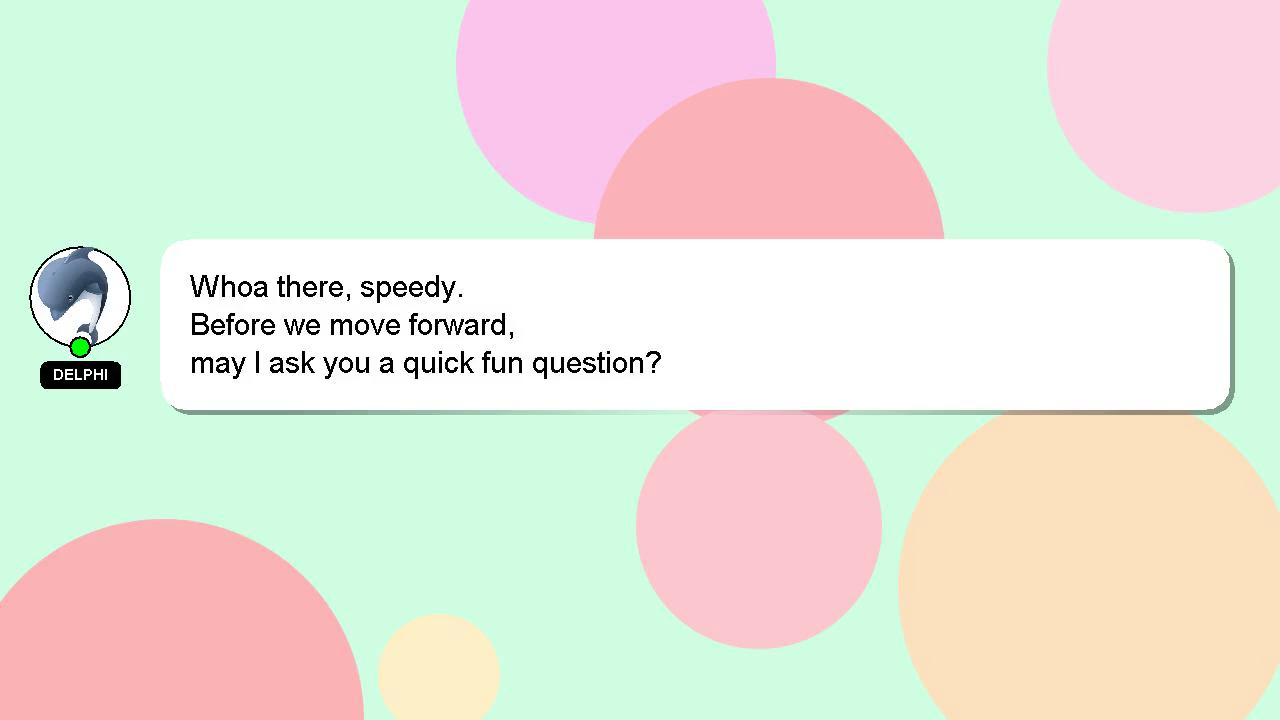 Whoa there, speedy.
Before we move forward,
may I ask you a quick fun question?
DELPHI